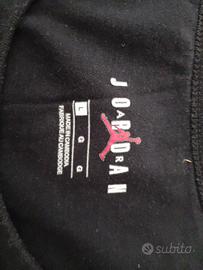 JORDAN
L
G
G
MADE IN CAMBODIA
FABRIQUÉ AU CAMBODGE
subito